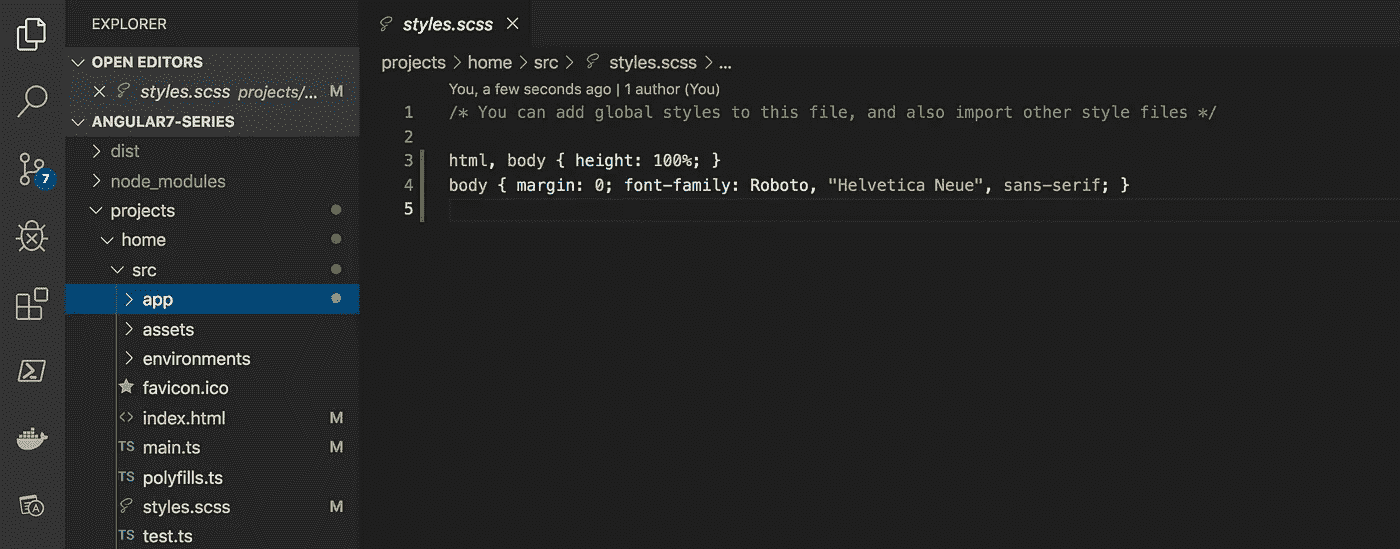 EXPLORER
OPEN EDITORS
styles.scss projects/... M
ANGULAR7-SERIES
dist
node_modules
projects
home
src
app
assets
environments
favicon.ico
<> index.html M
TS main.ts M
TS polyfills.ts
styles.scss M
TS test.ts
7
styles.scss
projects > home > src > styles.scss > ...
You, a few seconds ago | 1 author (You)
1 /* You can add global styles to this file, and also import other style files */
2
3 html, body { height: 100%; }
4 body { margin: 0; font-family: Roboto, "Helvetica Neue", sans-serif; }
5